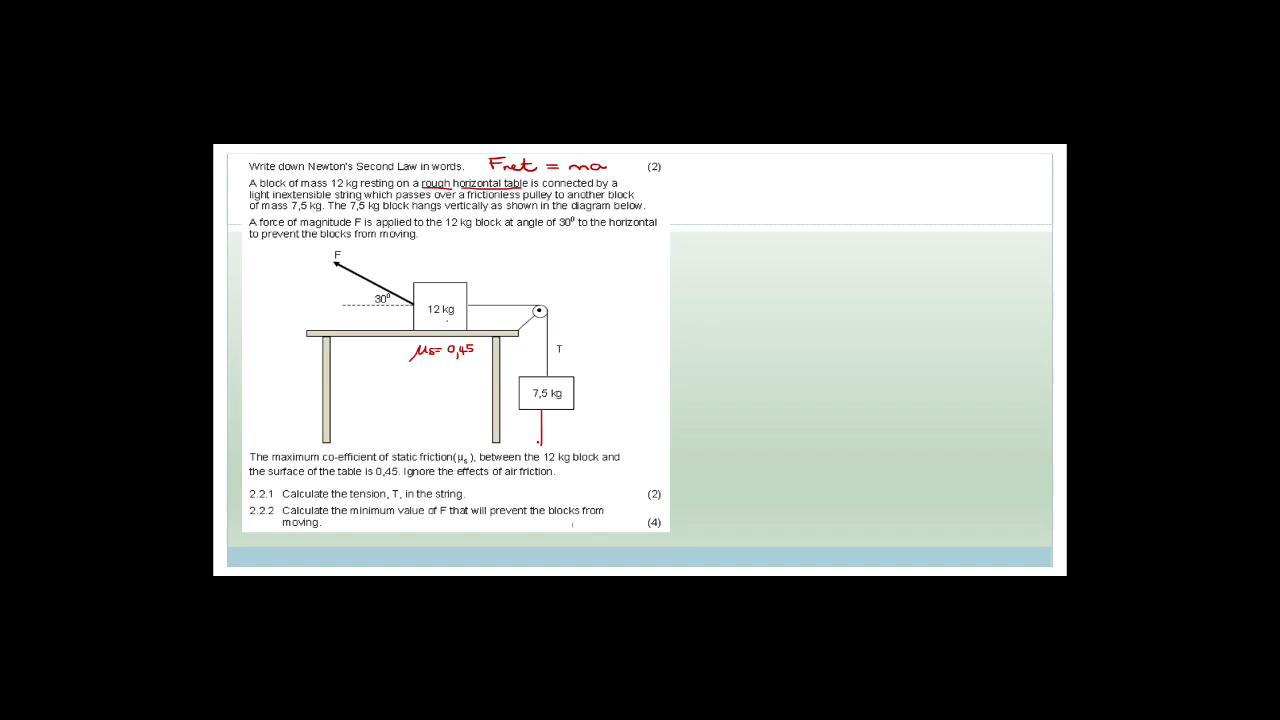 Write down Newton's Second Law in words. Fnet = ma (2)
A block of mass 12 kg resting on a rough horizontal table is connected by a
light inextensible string which passes over a frictionless pulley to another block
of mass 7,5 kg. The 7,5 kg block hangs vertically as shown in the diagram below.
A force of magnitude F is applied to the 12 kg block at angle of 30⁰ to the horizontal
to prevent the blocks from moving.
F
30⁰
12 kg
μs = 0,45
T
7,5 kg
The maximum co-efficient of static friction(μₛ), between the 12 kg block and
the surface of the table is 0,45. Ignore the effects of air friction.
2.2.1 Calculate the tension, T, in the string. (2)
2.2.2 Calculate the minimum value of F that will prevent the blocks from
moving. (4)